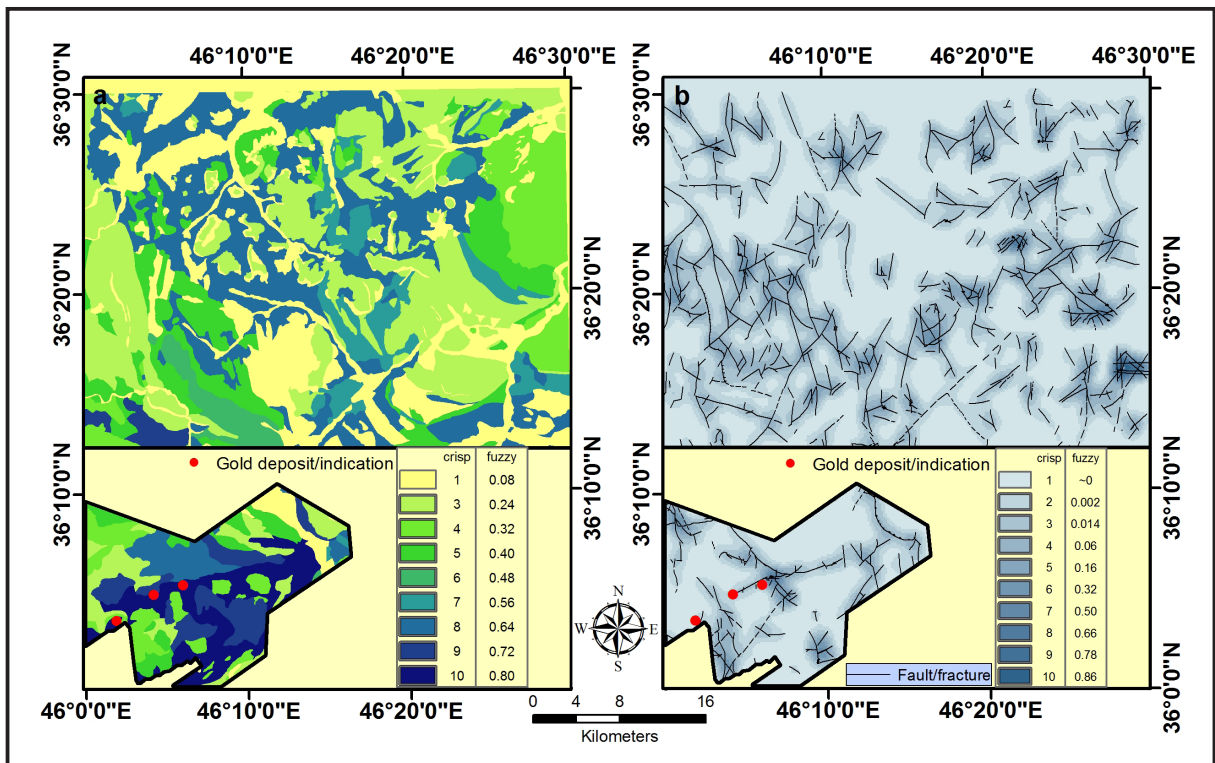 46°10'0"E 46°20'0"E 46°30'0"E
46°10'0"E 46°20'0"E 46°30'0"E
a
b
36°30'0"N
36°20'0"N
36°10'0"N
36°20'0"N
36°30'0"N
36°20'0"N
36°10'0"N
36°20'0"N
36°10'0"N
36°0'0"N
Gold deposit/indication
crisp fuzzy
1 0.08
3 0.24
4 0.32
5 0.40
6 0.48
7 0.56
8 0.64
9 0.72
10 0.80
Gold deposit/indication
crisp fuzzy
1 ~0
2 0.002
3 0.014
4 0.06
5 0.16
6 0.32
7 0.50
8 0.66
9 0.78
10 0.86
Fault/fracture
N
W E
S
46°0'0"E 46°10'0"E 46°20'0"E
46°10'0"E 46°20'0"E
0 4 8 16
Kilometers